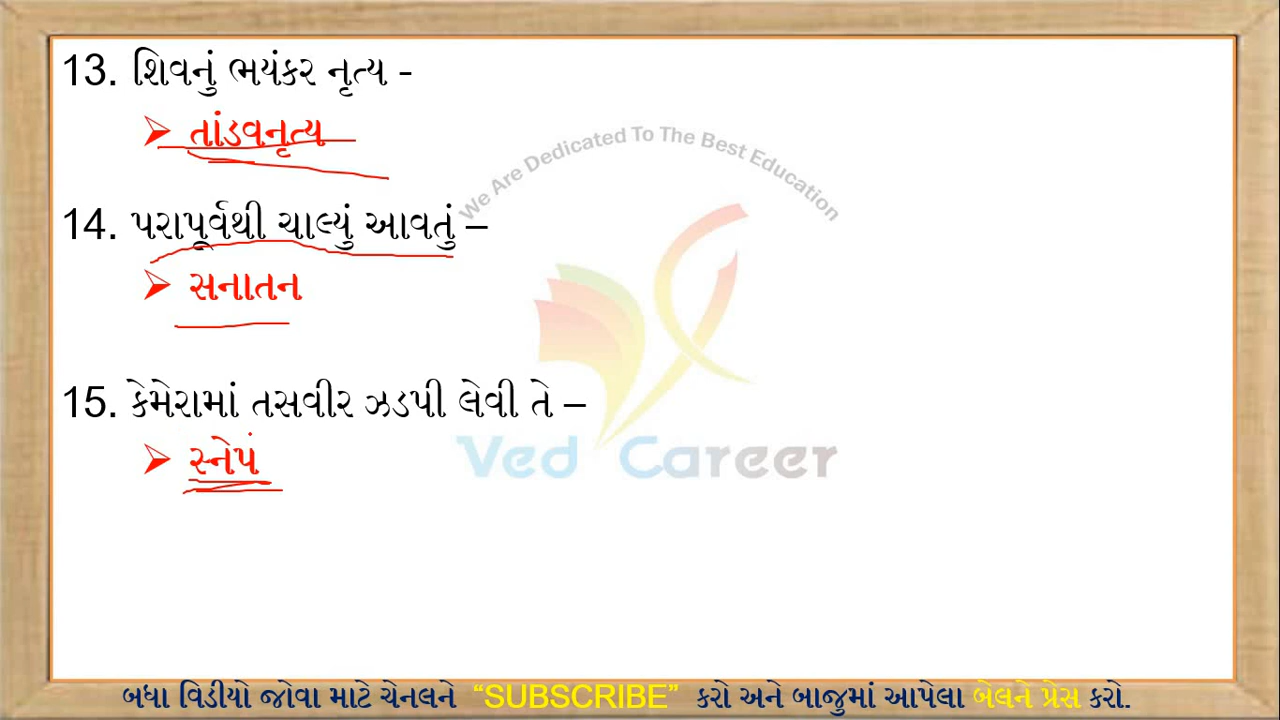 13. શિવનું ભયંકર નૃત્ય -
➢ તાંડવનૃત્ય
We Are Dedicated To The Best Education
14. પરાપૂર્વથી ચાલ્યું આવતું –
➢ સનાતન
15. કેમેરામાં તસવીર ઝડપી લેવી તે –
➢ સ્નેપં
Ved Career
બધા વિડીયો જોવા માટે ચેનલને “SUBSCRIBE” કરો અને બાજુમાં આપેલા બેલને પ્રેસ કરો.